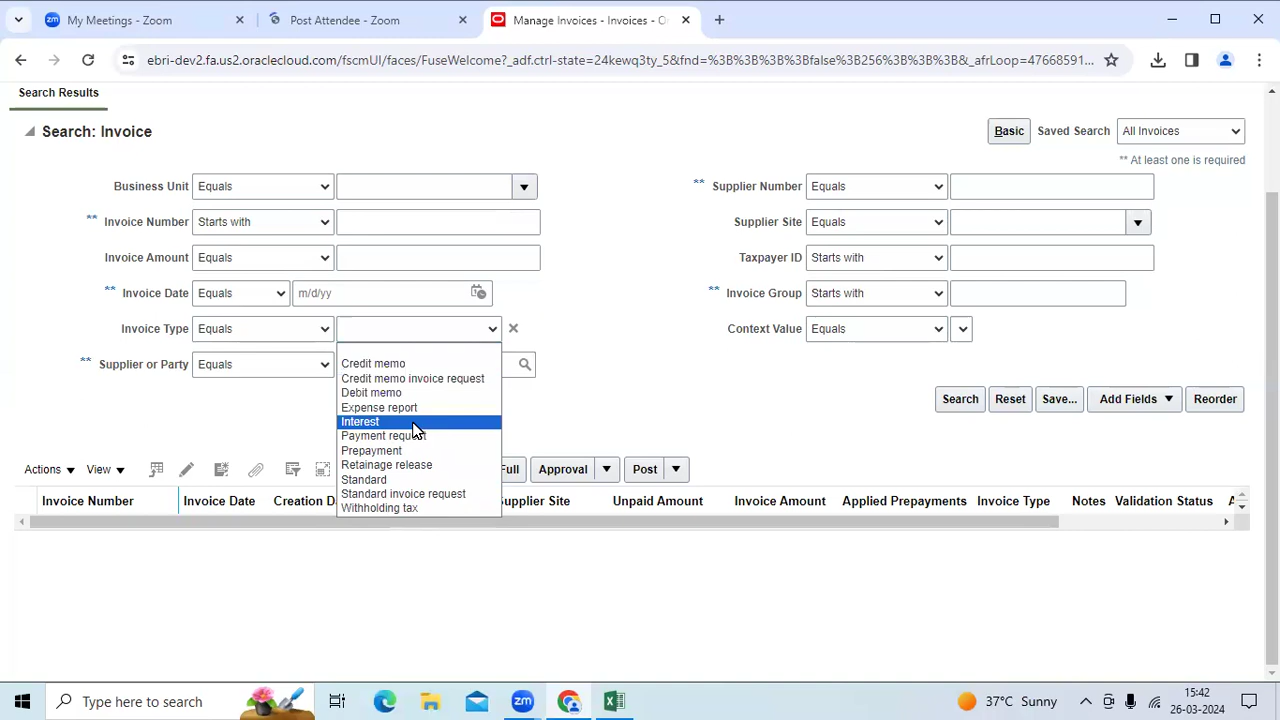 My Meetings - Zoom
Post Attendee - Zoom
Manage Invoices - Invoices - O
ebri-dev2.fa.us2.oraclecloud.com/fscmUI/faces/FuseWelcome?_adf.ctrl-state=24kewq3ty_5&fnd=%3B%3B%3B%3Bfalse%3B256%3B%3B%3B&_afrLoop=47668591...
Search Results
Search: Invoice
Basic Saved Search All Invoices
** At least one is required
Business Unit Equals
** Supplier Number Equals
** Invoice Number Starts with
Supplier Site Equals
Invoice Amount Equals
Taxpayer ID Starts with
** Invoice Date Equals m/d/yy
** Invoice Group Starts with
Invoice Type Equals
Context Value Equals
** Supplier or Party Equals
Credit memo
Credit memo invoice request
Debit memo
Expense report
Interest
Payment request
Prepayment
Retainage release
Standard
Standard invoice request
Withholding tax
Search Reset Save... Add Fields Reorder
Actions View Full Approval Post
Invoice Number Invoice Date Creation D Supplier Site Unpaid Amount Invoice Amount Applied Prepayments Invoice Type Notes Validation Status A
Type here to search
37°C Sunny
15:42
26-03-2024